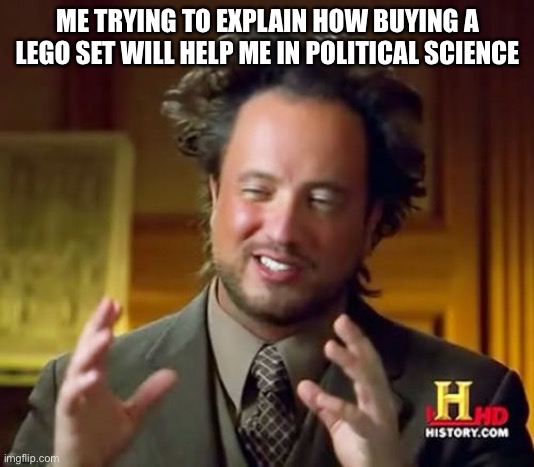 ME TRYING TO EXPLAIN HOW BUYING A
LEGO SET WILL HELP ME IN POLITICAL SCIENCE
H HD
HISTORY.COM
imgflip.com